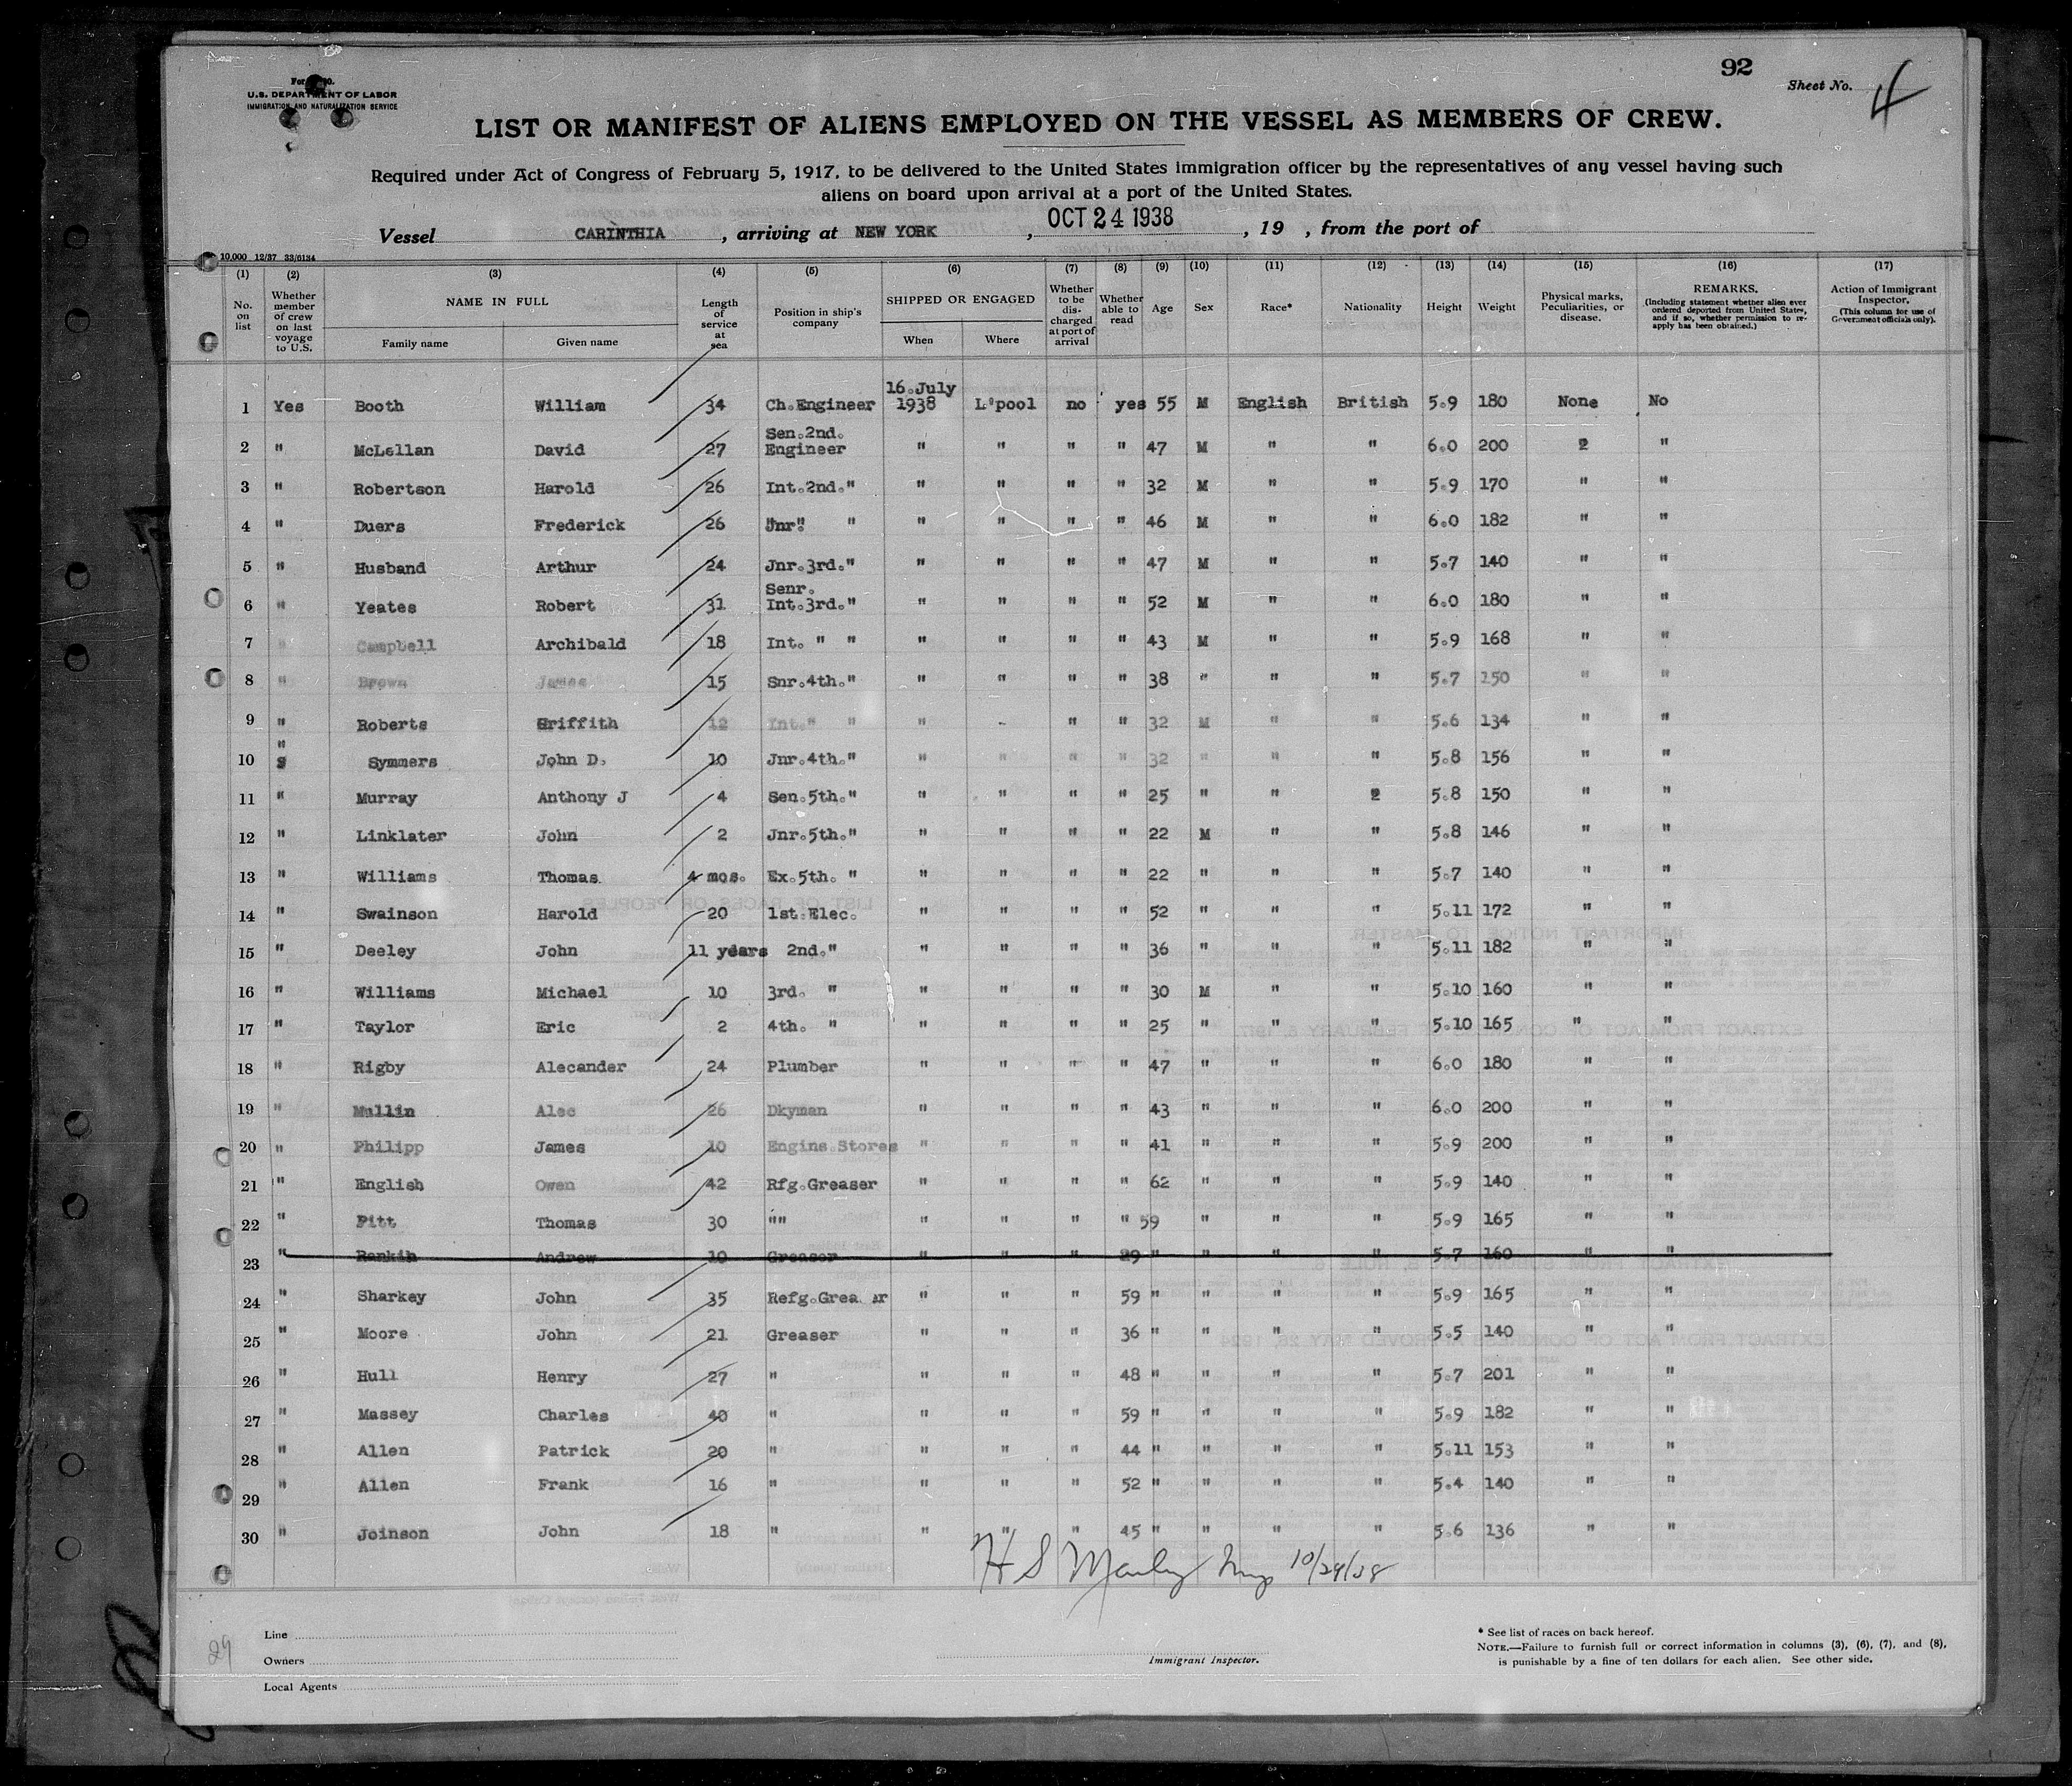 92
Sheet No. 4
U.S. DEPARTMENT OF LABOR
IMMIGRATION AND NATURALIZATION SERVICE
LIST OR MANIFEST OF ALIENS EMPLOYED ON THE VESSEL AS MEMBERS OF CREW.
Required under Act of Congress of February 5, 1917, to be delivered to the United States immigration officer by the representatives of any vessel having such
aliens on board upon arrival at a port of the United States.
Vessel CARINTHIA, arriving at NEW YORK, OCT 24 1938, 19 , from the port of
10,000 12/37 33/6134
(1) (2) (3) (4) (5) (6) (7) (8) (9) (10) (11) (12) (13) (14) (15) (16) (17)
No. on list Whether member of crew on last voyage to U.S. NAME IN FULL Family name Given name Length of service at sea Position in ship's company SHIPPED OR ENGAGED When Where Whether to be discharged at port of arrival Whether able to read Age Sex Race* Nationality Height Weight Physical marks, Peculiarities, or disease. REMARKS. (Including statement whether alien ever ordered deported from United States, and if so, whether permission to re-apply has been obtained.) Action of Immigrant Inspector. (This column for use of Government officials only).
16.July
1 Yes Booth William 34 Ch.Engineer 1938 L'pool no yes 55 M English British 5.9 180 None No
Sen.2nd.
2 " McLellan David 27 Engineer " " " " 47 M " " 6.0 200 2 "
3 " Robertson Harold 26 Int.2nd." " " " " 32 M " " 5.9 170 " "
4 " Duers Frederick 26 Jnr." " " " " " 46 M " " 6.0 182 " "
5 " Husband Arthur 24 Jnr.3rd." " " " " 47 M " " 5.7 140 " "
Senr.
6 " Yeates Robert 31 Int.3rd." " " " " 52 M " " 6.0 180 " "
7 " Campbell Archibald 18 Int. " " " " " " 43 M " " 5.9 168 " "
8 " Brown James 15 Snr.4th." " " " " 38 " " " 5.7 150 " "
9 " Roberts Griffith 12 Int." " " - " " 32 M " " 5.6 134 " "
10 " S Symmers John D. 10 Jnr.4th." " " " " 32 " " " 5.8 156 " "
11 " Murray Anthony J 4 Sen.5th." " " " " 25 " " 2 5.8 150 " "
12 " Linklater John 2 Jnr.5th." " " " " 22 M " " 5.8 146 " "
13 " Williams Thomas 4 mos. Ex.5th. " " " " " 22 " " " 5.7 140 " "
14 " Swainson Harold 20 1st.Elec. " " " " 52 " " " 5.11 172 " "
15 " Deeley John 11 years 2nd." " " " " 36 " " " 5.11 182 " "
16 " Williams Michael 10 3rd. " " " " " 30 M " " 5.10 160 " "
17 " Taylor Eric 2 4th. " " " " " 25 " " " 5.10 165 " "
18 " Rigby Alecander 24 Plumber " " " " 47 " " " 6.0 180 " "
19 " Mullin Alec 26 Dkyman " " " " 43 " " " 6.0 200 " "
20 " Philipp James 10 Engins.Stores " " " " 41 " " " 5.9 200 " "
21 " English Owen 42 Rfg.Greaser " " " " 62 " " " 5.9 140 " "
22 " Pitt Thomas 30 "" " " " " 59 " " " 5.9 165 " "
23 " Rankin Andrew 10 Greaser " " " 29 " " " " 5.7 160 " "
24 " Sharkey John 35 Refg.Grea er " " " 59 " " " " 5.9 165 " "
25 " Moore John 21 Greaser " " " 36 " " " " 5.5 140 " "
26 " Hull Henry 27 " " " " 48 " " " " 5.7 201 " "
27 " Massey Charles 40 " " " " 59 " " " " 5.9 182 " "
28 " Allen Patrick 20 " " " " 44 " " " " 5.11 153 " "
29 " Allen Frank 16 " " " " 52 " " " " 5.4 140 " "
30 " Joinson John 18 " " " " 45 " " " " 5.6 136 " "
H S 10/24/38
29
Line
Owners
Local Agents
Immigrant Inspector.
* See list of races on back hereof.
NOTE.—Failure to furnish full or correct information in columns (3), (6), (7), and (8),
is punishable by a fine of ten dollars for each alien. See other side.